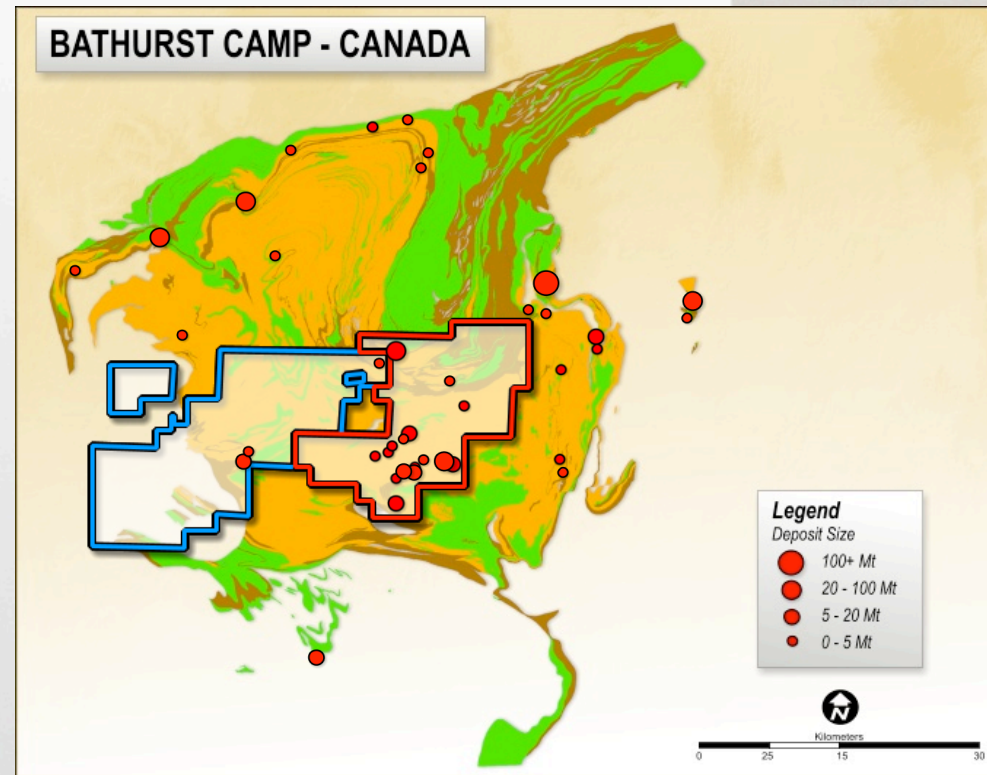 BATHURST CAMP - CANADA
Legend
Deposit Size
100+ Mt
20 - 100 Mt
5 - 20 Mt
0 - 5 Mt
N
Kilometers
0 25 15 30